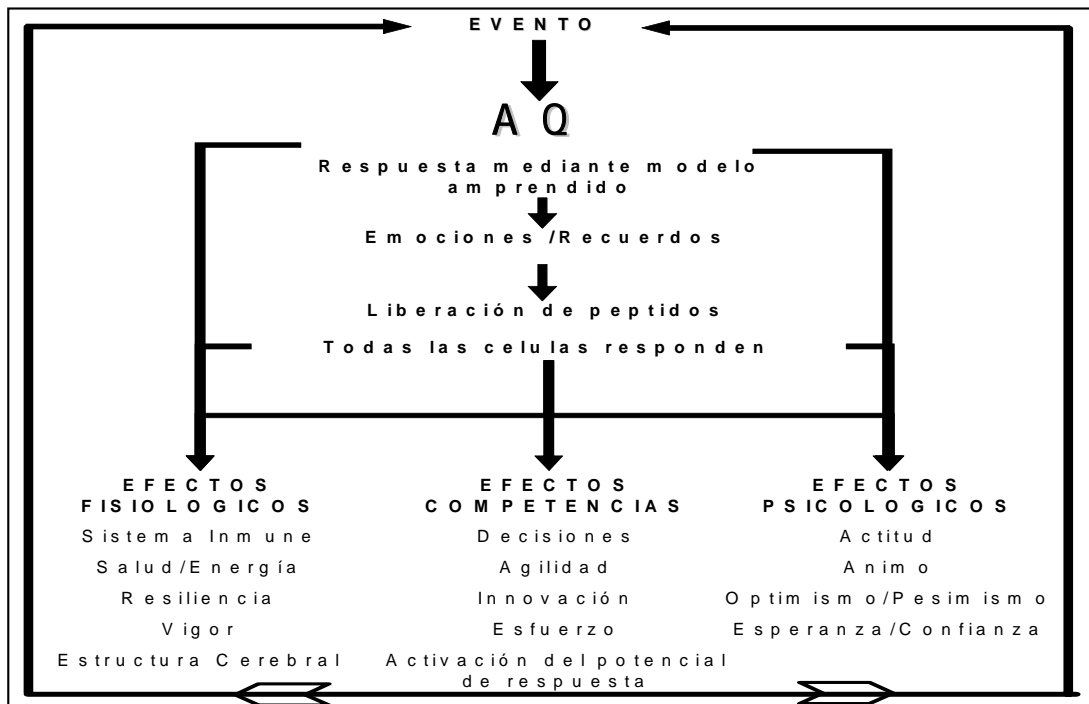 EVENTO
AQ
Respuesta mediante modelo
amprendido
Emociones /Recuerdos
Liberación de peptidos
Todas las celulas responden
EFECTOS
FISIOLOGICOS
Sistema Inmune
Salud/Energía
Resiliencia
Vigor
Estructura Cerebral
EFECTOS
COMPETENCIAS
Decisiones
Agilidad
Innovación
Esfuerzo
Activación del potencial
de respuesta
EFECTOS
PSICOLOGICOS
Actitud
Animo
Optimismo/Pesimismo
Esperanza/Confianza